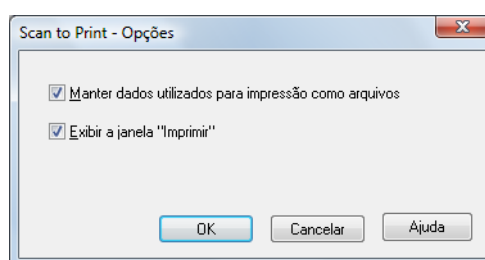 Scan to Print - Opções
Manter dados utilizados para impressão como arquivos
Exibir a janela "Imprimir"
OK Cancelar Ajuda